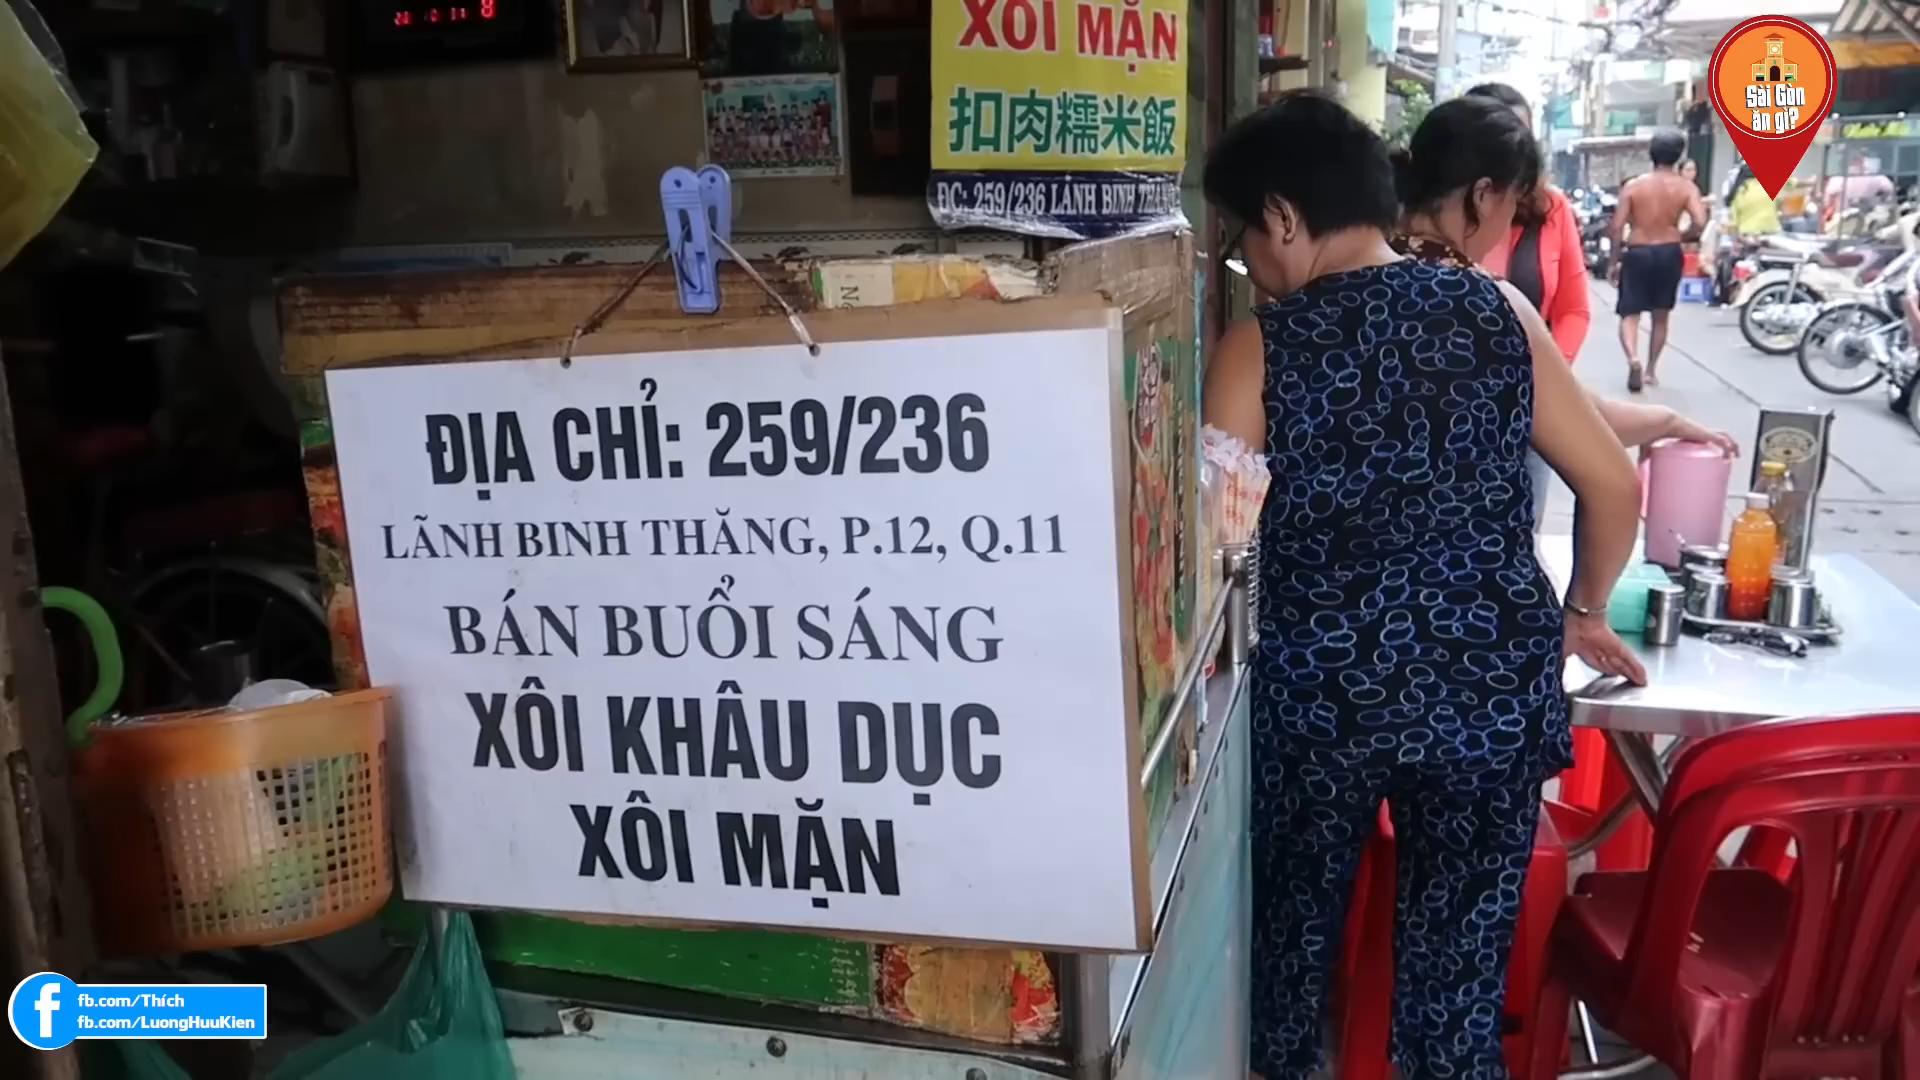 XÔI MẶN
扣肉糯米飯
ĐC: 259/236 LÃNH BINH THĂNG
Sài Gòn
ăn gì?
ĐỊA CHỈ: 259/236
LÃNH BINH THĂNG, P.12, Q.11
BÁN BUỔI SÁNG
XÔI KHÂU DỤC
XÔI MẶN
fb.com/Thích
fb.com/LuongHuuKien